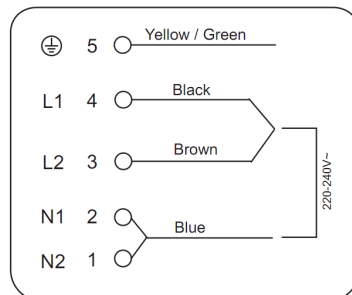 5 Yellow / Green
L1 4 Black
L2 3 Brown
N1 2
Blue
N2 1
220-240V~